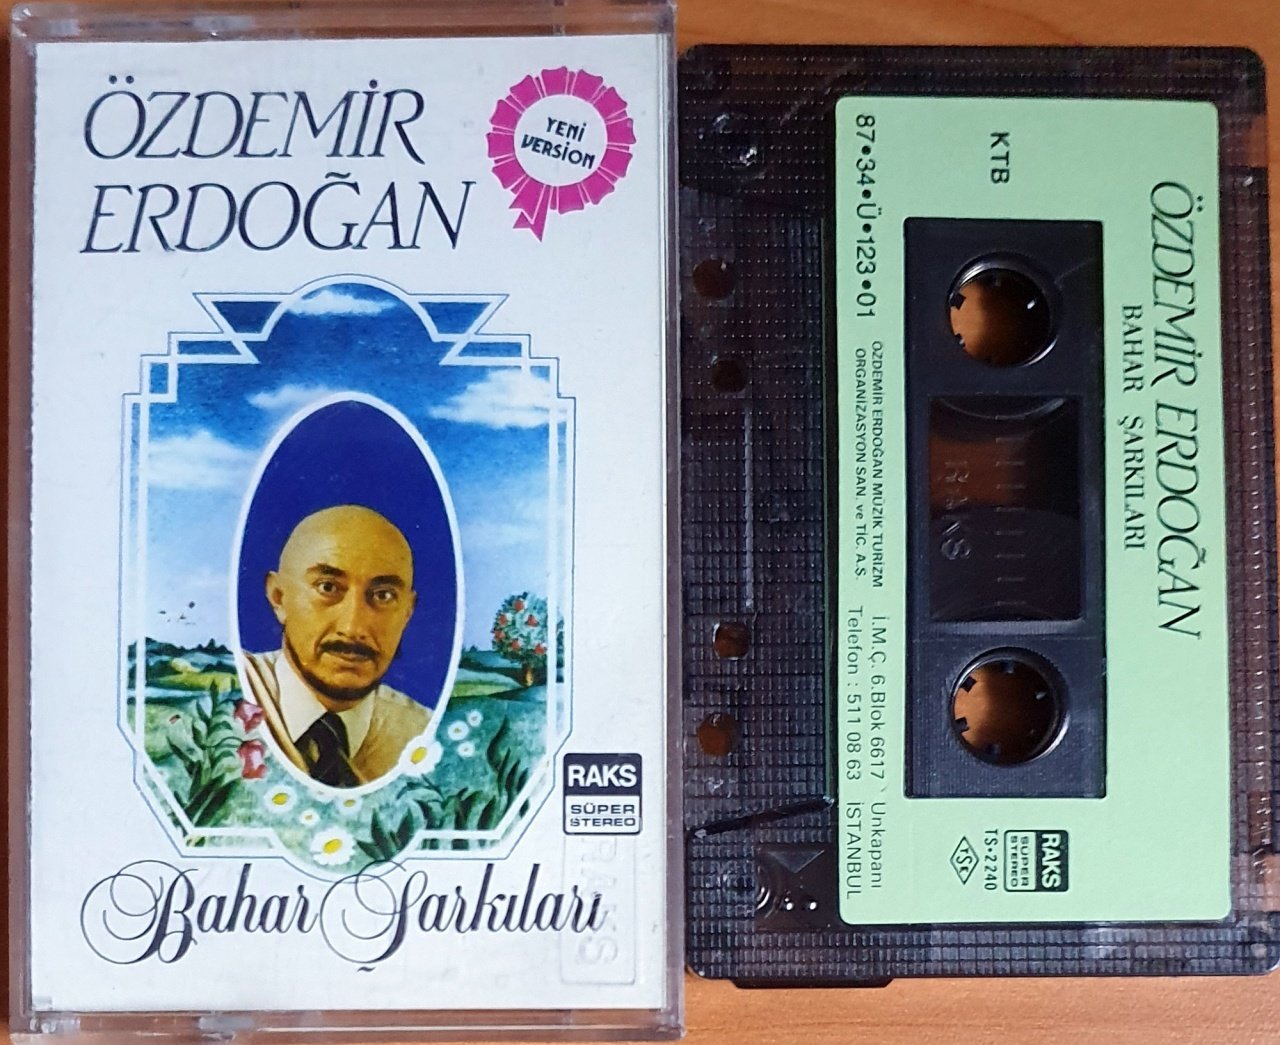 ÖZDEMİR
ERDOĞAN
YENİ
VERSİON
RAKS
SÜPER
STEREO
Bahar Şarkıları
RAKS
ÖZDEMİR ERDOĞAN
BAHAR ŞARKILARI
KTB
RAKS
SÜPER
STEREO
TS•2240
TSE
RAKS
ÖZDEMİR ERDOĞAN MÜZİK TURİZM
ORGANİZASYON SAN. ve TİC. A.Ş.
İ.M.Ç. 6.Blok 6617 Unkapanı
Telefon : 511 08 63 İSTANBUL
87•34•Ü•123•01